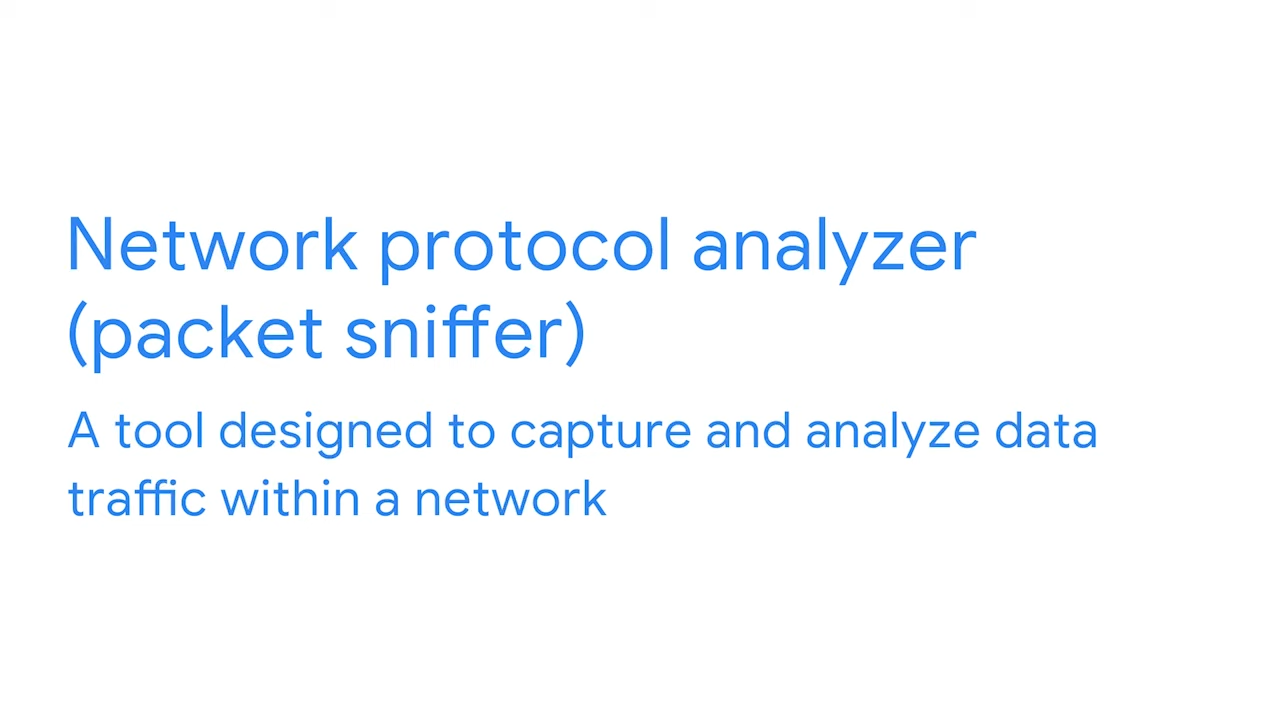 Network protocol analyzer
(packet sniffer)
A tool designed to capture and analyze data
traffic within a network